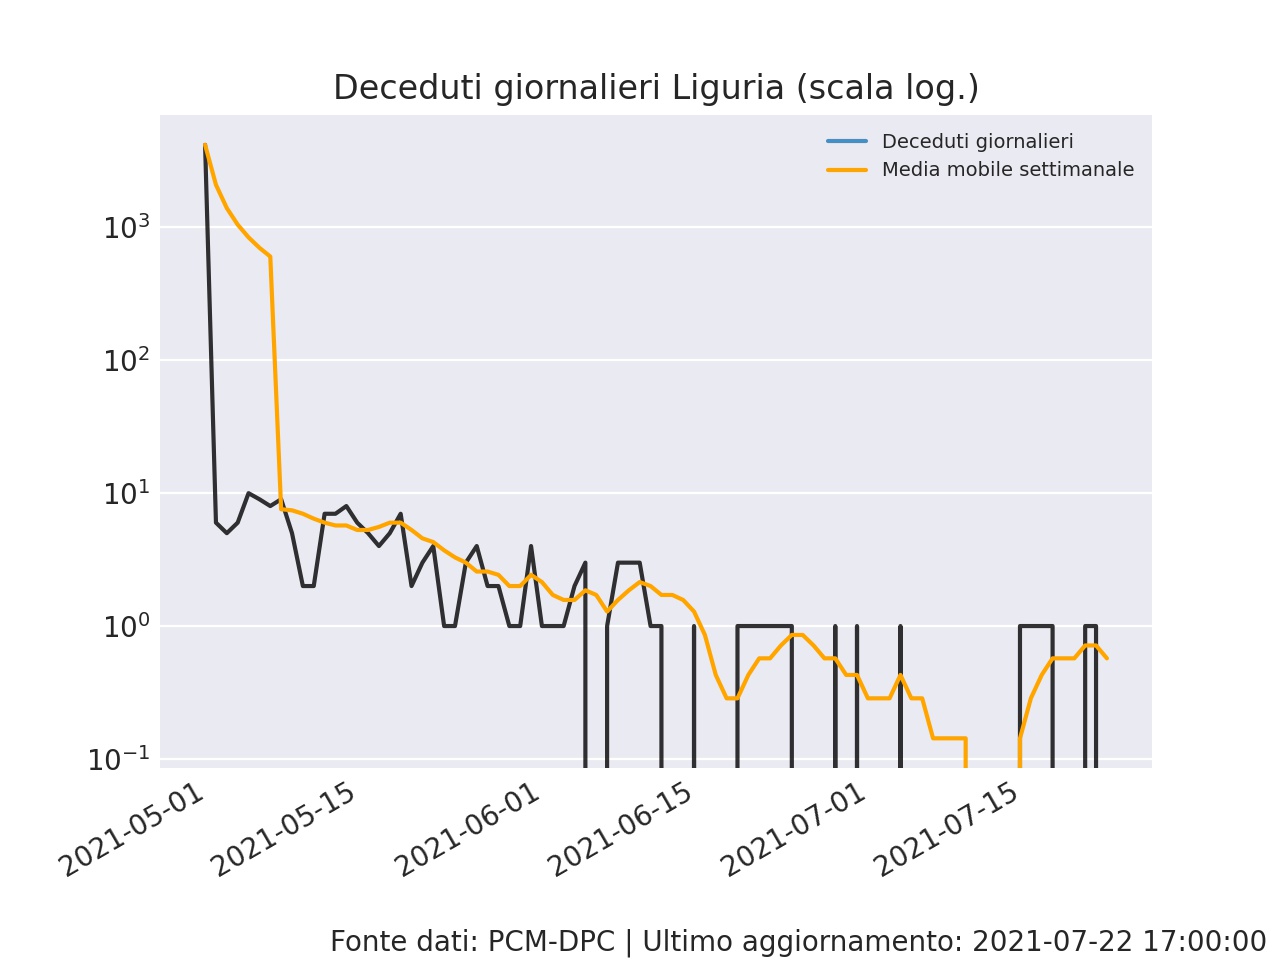 Deceduti giornalieri Liguria (scala log.)
Deceduti giornalieri
Media mobile settimanale
10³
10²
10¹
10⁰
10⁻¹
2021-05-01
2021-05-15
2021-06-01
2021-06-15
2021-07-01
2021-07-15
Fonte dati: PCM-DPC | Ultimo aggiornamento: 2021-07-22 17:00:00